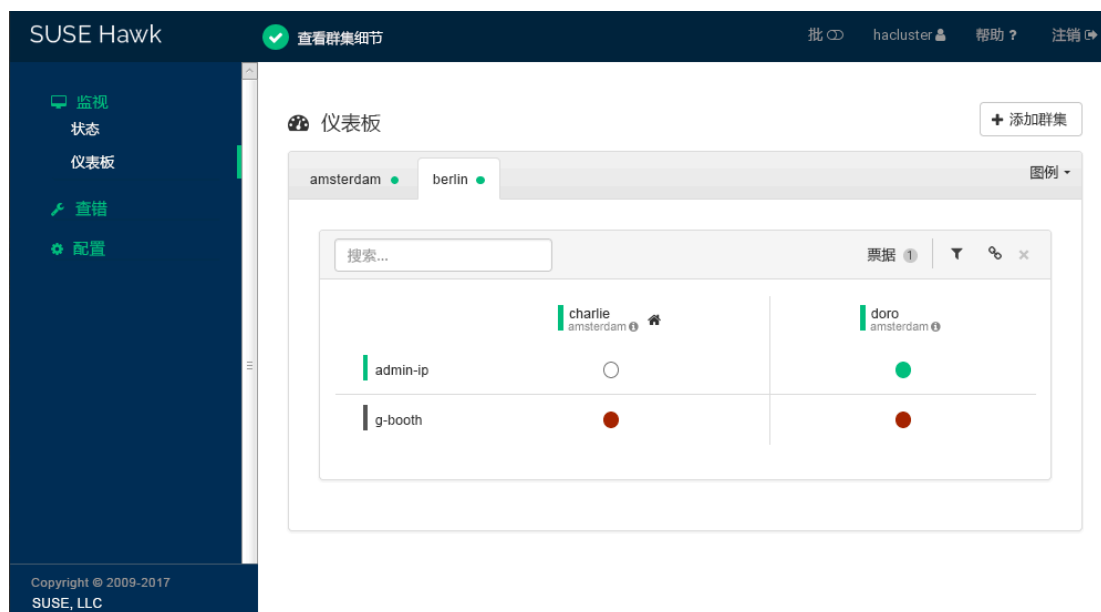 SUSE Hawk
查看群集细节
批 hacluster 帮助 ? 注销
监视
状态
仪表板
查错
配置
仪表板
添加群集
amsterdam berlin 图例
搜索... 票据 1
charlie doro
amsterdam amsterdam
admin-ip
g-booth
Copyright © 2009-2017
SUSE, LLC